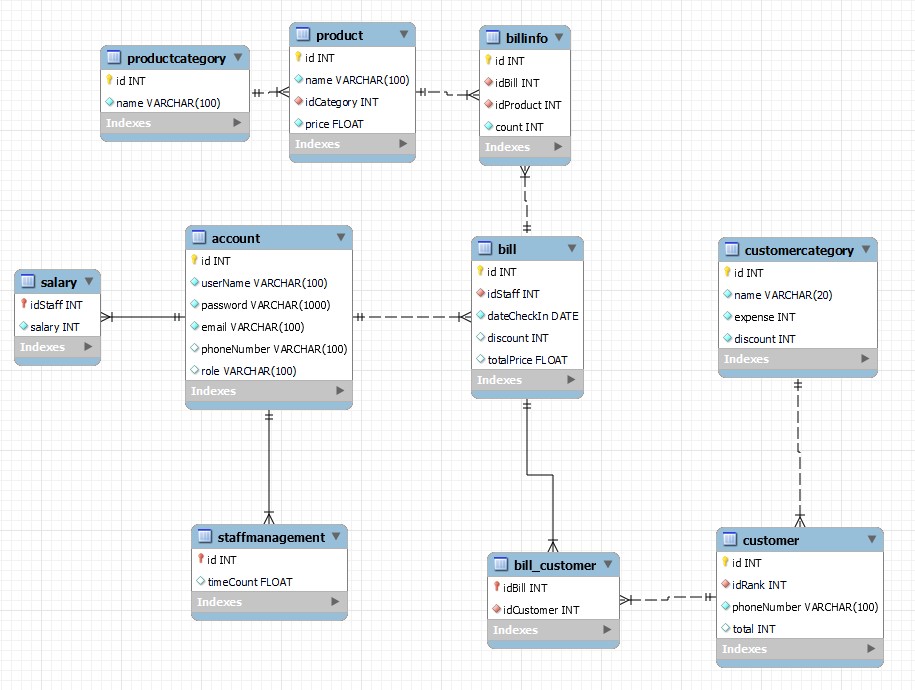 productcategory
id INT
name VARCHAR(100)
Indexes
product
id INT
name VARCHAR(100)
idCategory INT
price FLOAT
Indexes
billinfo
id INT
idBill INT
idProduct INT
count INT
Indexes
salary
idStaff INT
salary INT
Indexes
account
id INT
userName VARCHAR(100)
password VARCHAR(1000)
email VARCHAR(100)
phoneNumber VARCHAR(100)
role VARCHAR(100)
Indexes
bill
id INT
idStaff INT
dateCheckIn DATE
discount INT
totalPrice FLOAT
Indexes
customercategory
id INT
name VARCHAR(20)
expense INT
discount INT
Indexes
staffmanagement
id INT
timeCount FLOAT
Indexes
bill_customer
idBill INT
idCustomer INT
Indexes
customer
id INT
idRank INT
phoneNumber VARCHAR(100)
total INT
Indexes